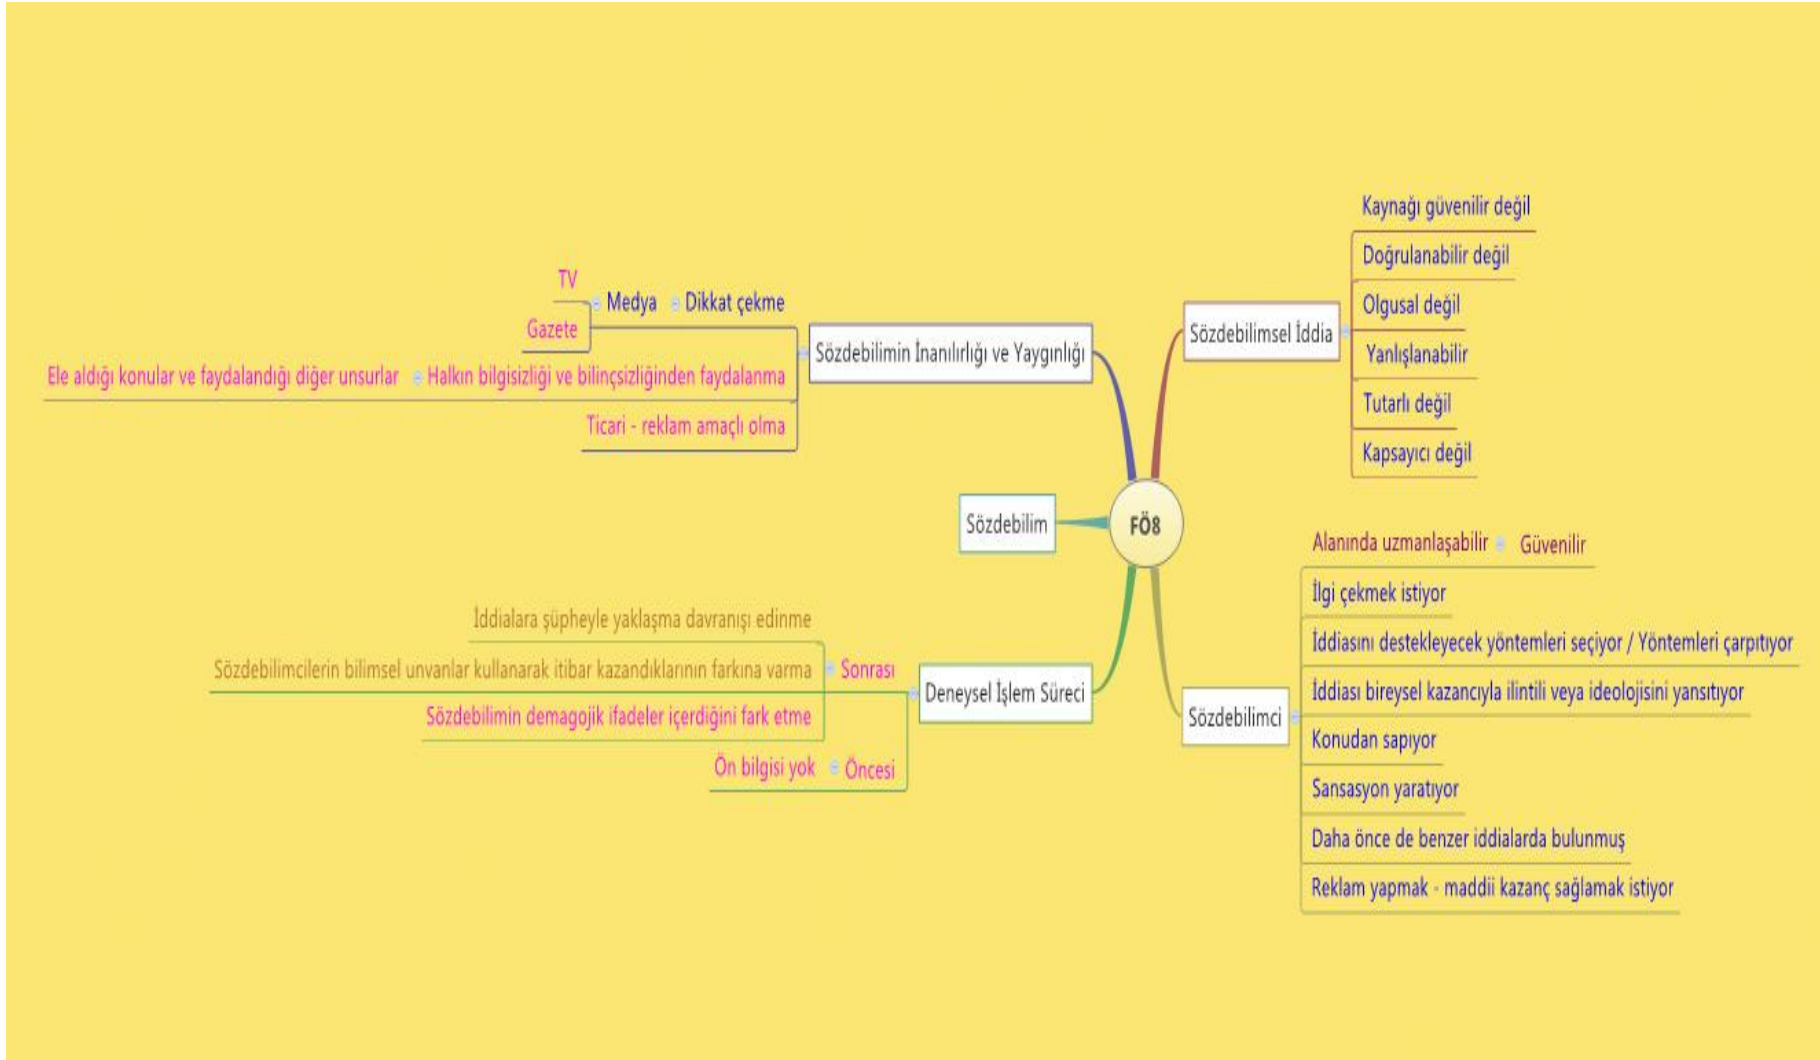 Kaynağı güvenilir değil
Doğrulanabilir değil
Olgusal değil
Yanlışlanabilir
Tutarlı değil
Kapsayıcı değil
Sözdebilimsel İddia
TV
Gazete
Medya
Dikkat çekme
Ele aldığı konular ve faydalandığı diğer unsurlar
Halkın bilgisizliği ve bilinçsizliğinden faydalanma
Ticari - reklam amaçlı olma
Sözdebilimin İnanılırlığı ve Yaygınlığı
Sözdebilim
FÖ8
Alanında uzmanlaşabilir
Güvenilir
İlgi çekmek istiyor
İddiasını destekleyecek yöntemleri seçiyor / Yöntemleri çarpıtıyor
İddiası bireysel kazancıyla ilintili veya ideolojisini yansıtıyor
Konudan sapıyor
Sansasyon yaratıyor
Daha önce de benzer iddialarda bulunmuş
Reklam yapmak - maddii kazanç sağlamak istiyor
Sözdebilimci
İddialara şüpheyle yaklaşma davranışı edinme
Sözdebilimcilerin bilimsel unvanlar kullanarak itibar kazandıklarının farkına varma
Sözdebilimin demagojik ifadeler içerdiğini fark etme
Sonrası
Ön bilgisi yok
Öncesi
Deneysel İşlem Süreci